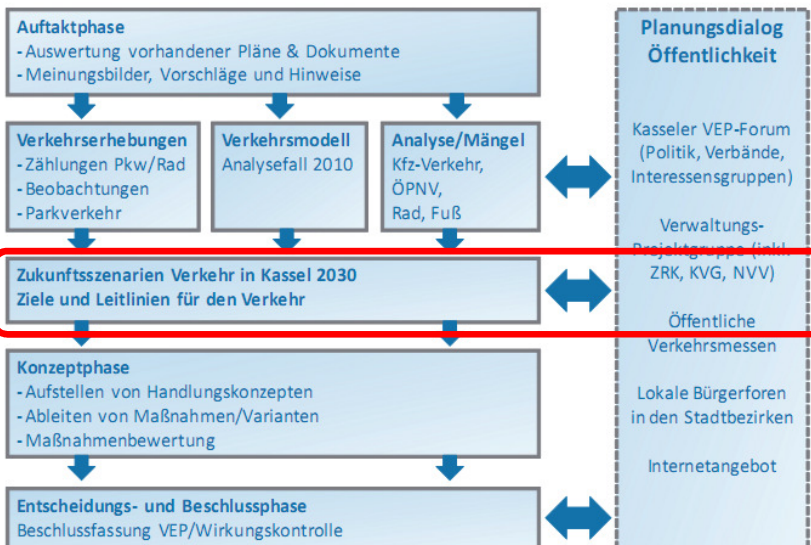 Auftaktphase
- Auswertung vorhandener Pläne & Dokumente
- Meinungsbilder, Vorschläge und Hinweise
Verkehrserhebungen
- Zählungen Pkw/Rad
- Beobachtungen
- Parkverkehr
Verkehrsmodell
Analysefall 2010
Analyse/Mängel
Kfz-Verkehr,
ÖPNV,
Rad, Fuß
Zukunftsszenarien Verkehr in Kassel 2030
Ziele und Leitlinien für den Verkehr
Konzeptphase
- Aufstellen von Handlungskonzepten
- Ableiten von Maßnahmen/Varianten
- Maßnahmenbewertung
Entscheidungs- und Beschlussphase
Beschlussfassung VEP/Wirkungskontrolle
Planungsdialog
Öffentlichkeit
Kasseler VEP-Forum
(Politik, Verbände,
Interessensgruppen)
Verwaltungs-
Projektgruppe (inkl.
ZRK, KVG, NVV)
Öffentliche
Verkehrsmessen
Lokale Bürgerforen
in den Stadtbezirken
Internetangebot